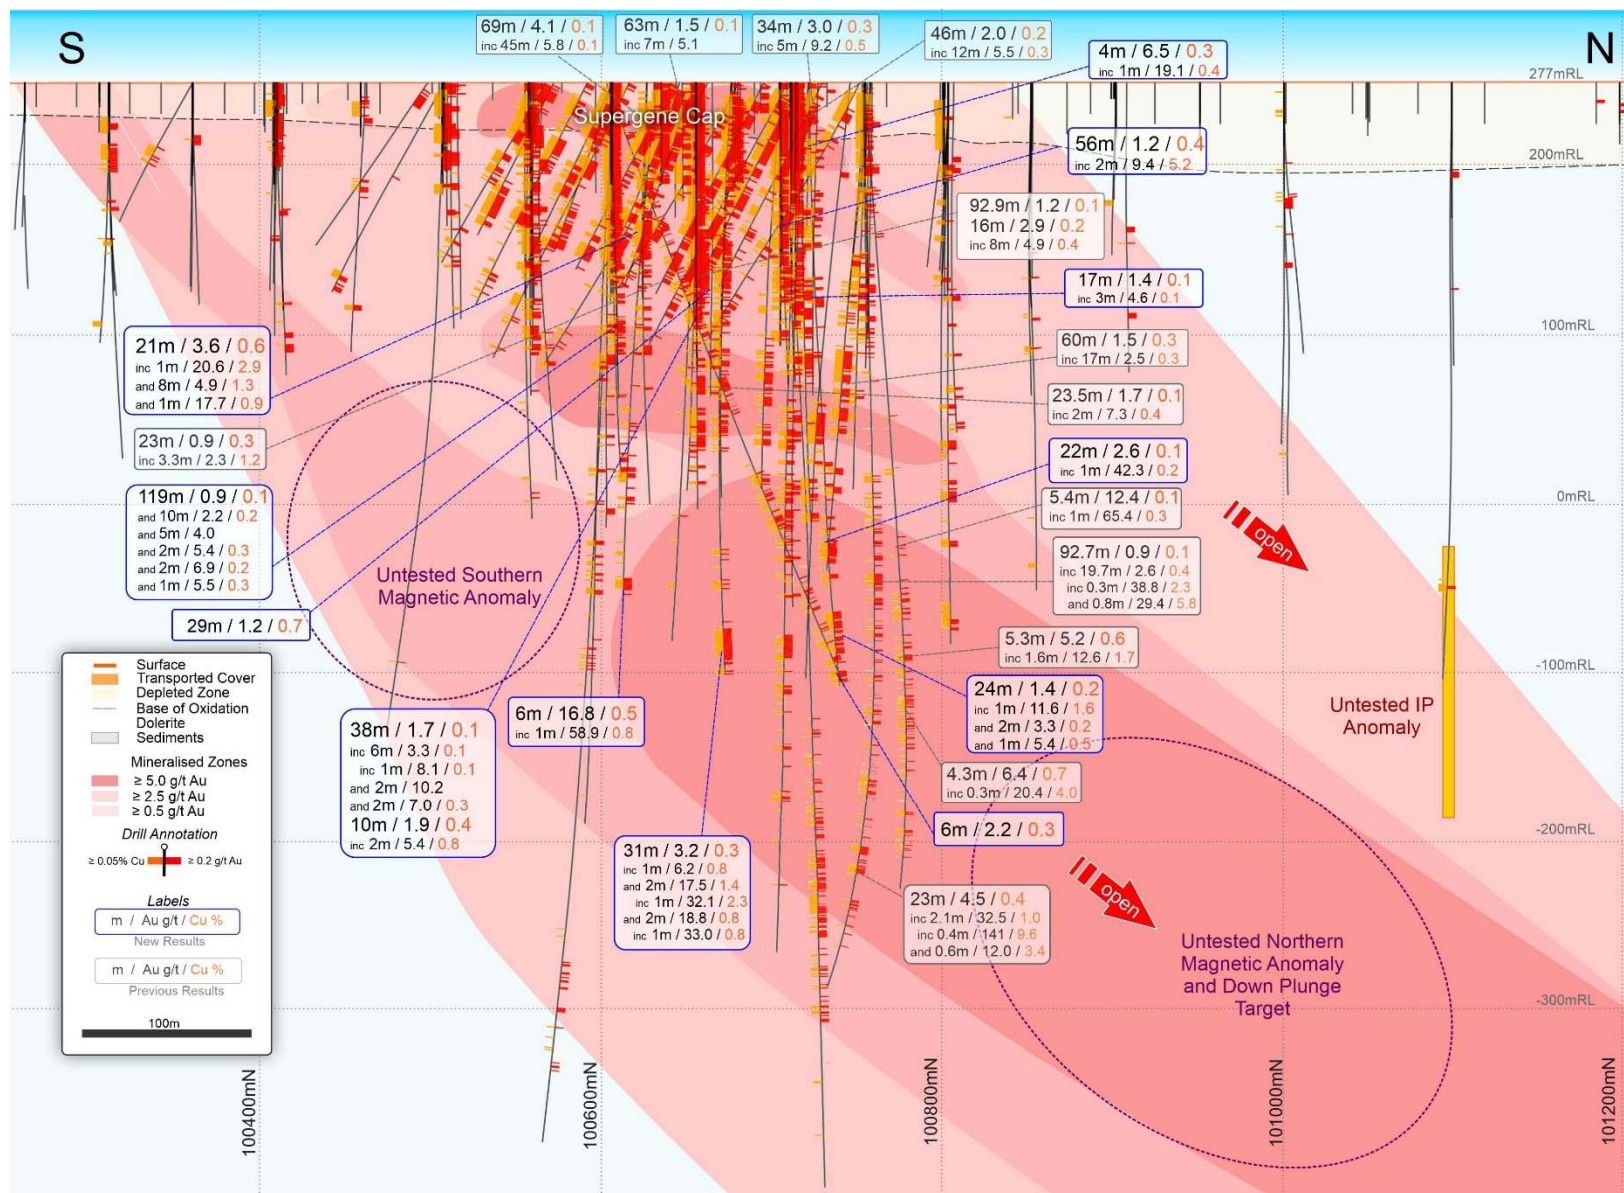 S
N
69m / 4.1 / 0.1
inc 45m / 5.8 / 0.1
63m / 1.5 / 0.1
inc 7m / 5.1
34m / 3.0 / 0.3
inc 5m / 9.2 / 0.5
46m / 2.0 / 0.2
inc 12m / 5.5 / 0.3
4m / 6.5 / 0.3
inc 1m / 19.1 / 0.4
277mRL
Supergene Cap
56m / 1.2 / 0.4
inc 2m / 9.4 / 5.2
200mRL
92.9m / 1.2 / 0.1
16m / 2.9 / 0.2
inc 8m / 4.9 / 0.4
17m / 1.4 / 0.1
inc 3m / 4.6 / 0.1
100mRL
60m / 1.5 / 0.3
inc 17m / 2.5 / 0.3
21m / 3.6 / 0.6
inc 1m / 20.6 / 2.9
and 8m / 4.9 / 1.3
and 1m / 17.7 / 0.9
23.5m / 1.7 / 0.1
inc 2m / 7.3 / 0.4
23m / 0.9 / 0.3
inc 3.3m / 2.3 / 1.2
22m / 2.6 / 0.1
inc 1m / 42.3 / 0.2
0mRL
119m / 0.9 / 0.1
and 10m / 2.2 / 0.2
and 5m / 4.0
and 2m / 5.4 / 0.3
and 2m / 6.9 / 0.2
and 1m / 5.5 / 0.3
5.4m / 12.4 / 0.1
inc 1m / 65.4 / 0.3
open
92.7m / 0.9 / 0.1
inc 19.7m / 2.6 / 0.4
inc 0.3m / 38.8 / 2.3
and 0.8m / 29.4 / 5.8
Untested Southern
Magnetic Anomaly
29m / 1.2 / 0.7
5.3m / 5.2 / 0.6
inc 1.6m / 12.6 / 1.7
-100mRL
24m / 1.4 / 0.2
inc 1m / 11.6 / 1.6
and 2m / 3.3 / 0.2
and 1m / 5.4 / 0.5
Untested IP
Anomaly
6m / 16.8 / 0.5
inc 1m / 58.9 / 0.8
38m / 1.7 / 0.1
inc 6m / 3.3 / 0.1
inc 1m / 8.1 / 0.1
and 2m / 10.2
and 2m / 7.0 / 0.3
10m / 1.9 / 0.4
inc 2m / 5.4 / 0.8
4.3m / 6.4 / 0.7
inc 0.3m / 20.4 / 4.0
6m / 2.2 / 0.3
-200mRL
31m / 3.2 / 0.3
inc 1m / 6.2 / 0.8
and 2m / 17.5 / 1.4
inc 1m / 32.1 / 2.3
and 2m / 18.8 / 0.8
inc 1m / 33.0 / 0.8
open
23m / 4.5 / 0.4
inc 2.1m / 32.5 / 1.0
inc 0.4m / 141 / 9.6
and 0.6m / 12.0 / 3.4
Untested Northern
Magnetic Anomaly
and Down Plunge
Target
-300mRL
Surface
Transported Cover
Depleted Zone
Base of Oxidation
Dolerite
Sediments
Mineralised Zones
≥ 5.0 g/t Au
≥ 2.5 g/t Au
≥ 0.5 g/t Au
Drill Annotation
≥ 0.05% Cu
≥ 0.2 g/t Au
Labels
m / Au g/t / Cu %
New Results
m / Au g/t / Cu %
Previous Results
100m
100400mN
100600mN
100800mN
101000mN
101200mN